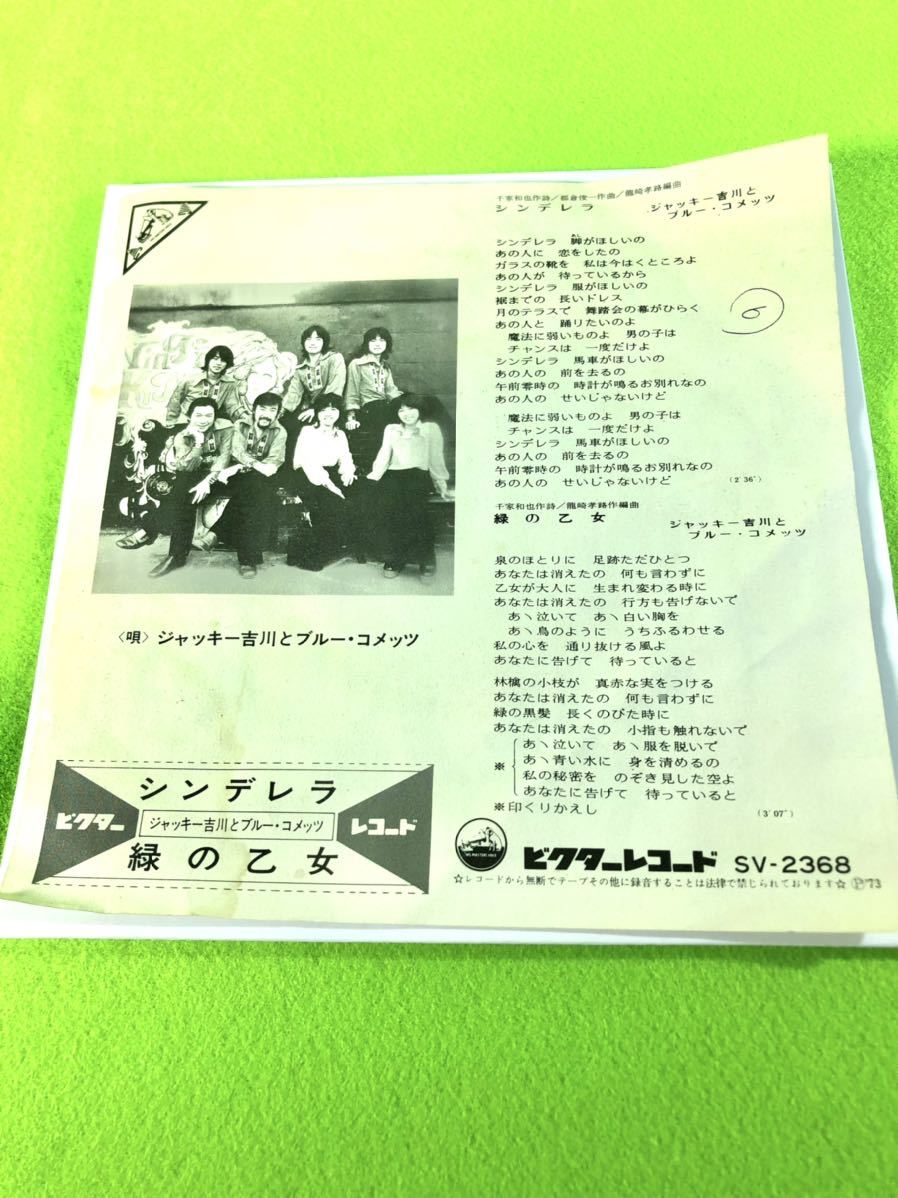 千家和也作詩／都倉俊一作曲／龍崎孝路編曲
シンデレラ
ジャッキー吉川と
ブルー・コメッツ
シンデレラ 脚がほしいの
あし
あの人に 恋をしたの
ガラスの靴を 私は今はくところよ
あの人が 待っているから
シンデレラ 服がほしいの
裾までの 長いドレス
月のテラスで 舞踏会の幕がひらく
あの人と 踊りたいのよ
魔法に弱いものよ 男の子は
チャンスは 一度だけよ
シンデレラ 馬車がほしいの
あの人の 前を去るの
午前零時の 時計が鳴るお別れなの
あの人の せいじゃないけど
魔法に弱いものよ 男の子は
チャンスは 一度だけよ
シンデレラ 馬車がほしいの
あの人の 前を去るの
午前零時の 時計が鳴るお別れなの
あの人の せいじゃないけど
(2′36″)
6
千家和也作詩／龍崎孝路作編曲
緑の乙女
ジャッキー吉川と
ブルー・コメッツ
泉のほとりに 足跡ただひとつ
あなたは消えたの 何も言わずに
乙女が大人に 生まれ変わる時に
あなたは消えたの 行方も告げないで
あヽ泣いて あヽ白い胸を
あヽ鳥のように うちふるわせる
私の心を 通り抜ける風よ
あなたに告げて 待っていると
林檎の小枝が 真赤な実をつける
あなたは消えたの 何も言わずに
緑の黒髪 長くのびた時に
あなたは消えたの 小指も触れないで
※
あヽ泣いて あヽ服を脱いで
あヽ青い水に 身を清めるの
私の秘密を のぞき見した空よ
あなたに告げて 待っていると
※印くりかえし
(3′07″)
〈唄〉ジャッキー吉川とブルー・コメッツ
シンデレラ
ビクター
ジャッキー吉川とブルー・コメッツ
レコード
緑の乙女
HIS MASTERS VOICE
ビクターレコード SV-2368
☆レコードから無断でテープその他に録音することは法律で禁じられております☆ Ⓟ'73